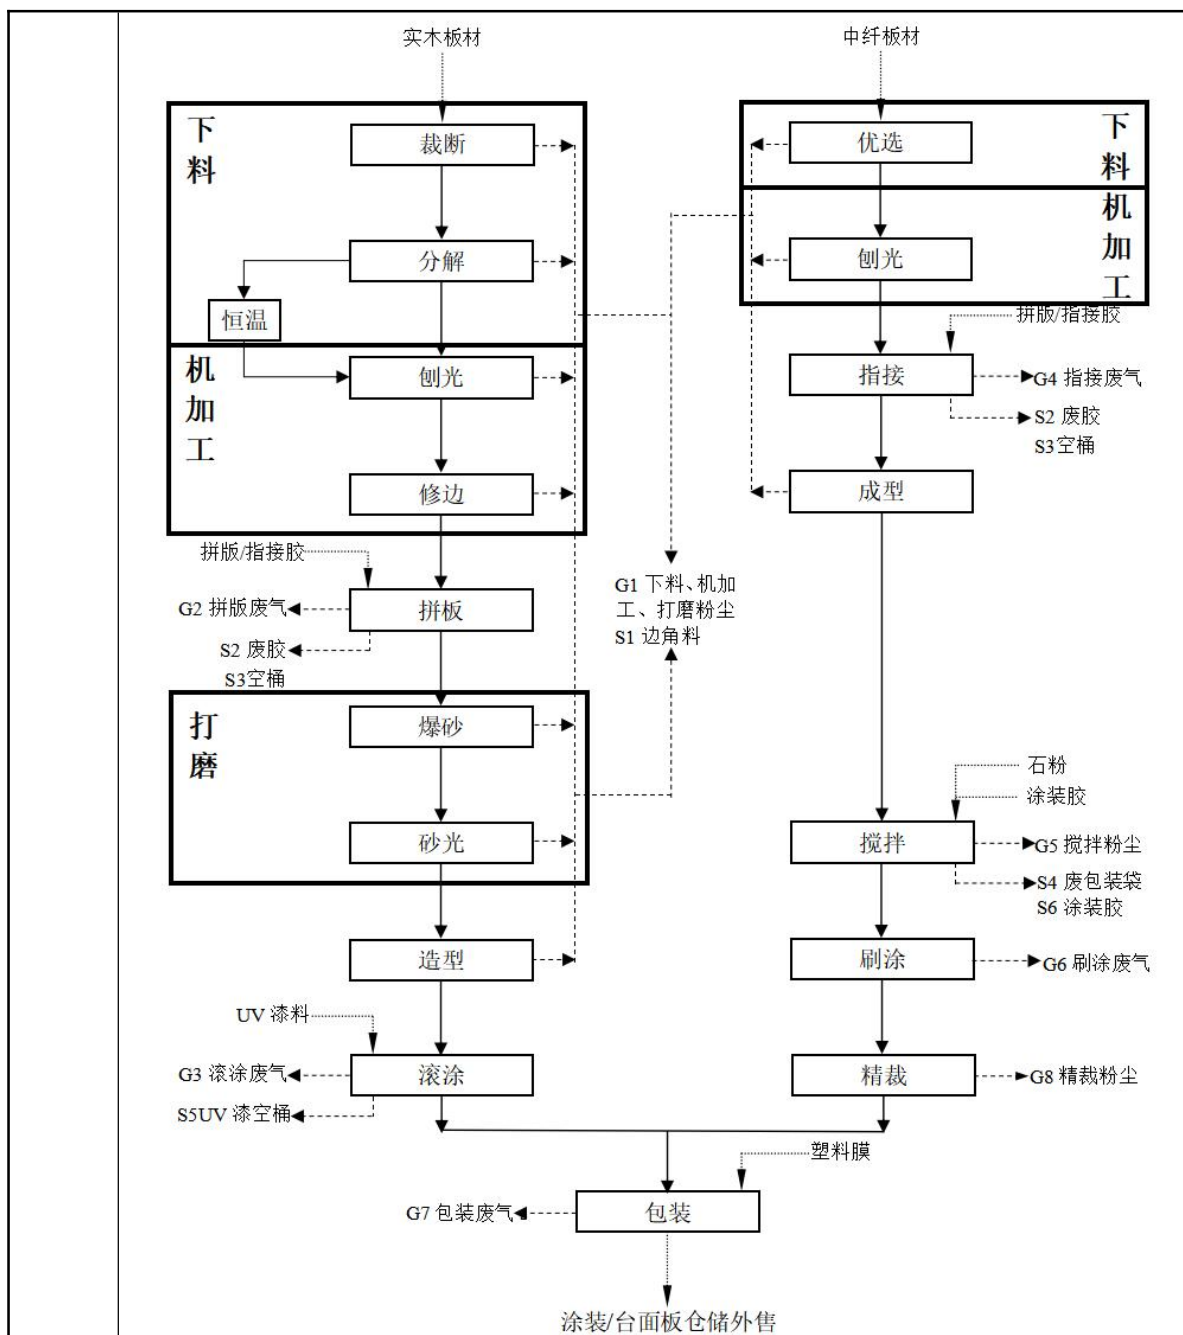 实木板材
中纤板材
下料
裁断
优选
下料
分解
机加工
刨光
恒温
拼版/指接胶
机加工
刨光
指接
G4 指接废气
S2 废胶
S3空桶
修边
成型
拼版/指接胶
G2 拼版废气
拼板
G1 下料、机加
工、打磨粉尘
S1 边角料
S2 废胶
S3空桶
打磨
爆砂
石粉
涂装胶
砂光
搅拌
G5 搅拌粉尘
S4 废包装袋
S6 涂装胶
造型
刷涂
G6 刷涂废气
UV 漆料
G3 滚涂废气
滚涂
精裁
G8 精裁粉尘
S5UV 漆空桶
塑料膜
G7 包装废气
包装
涂装/台面板仓储外售